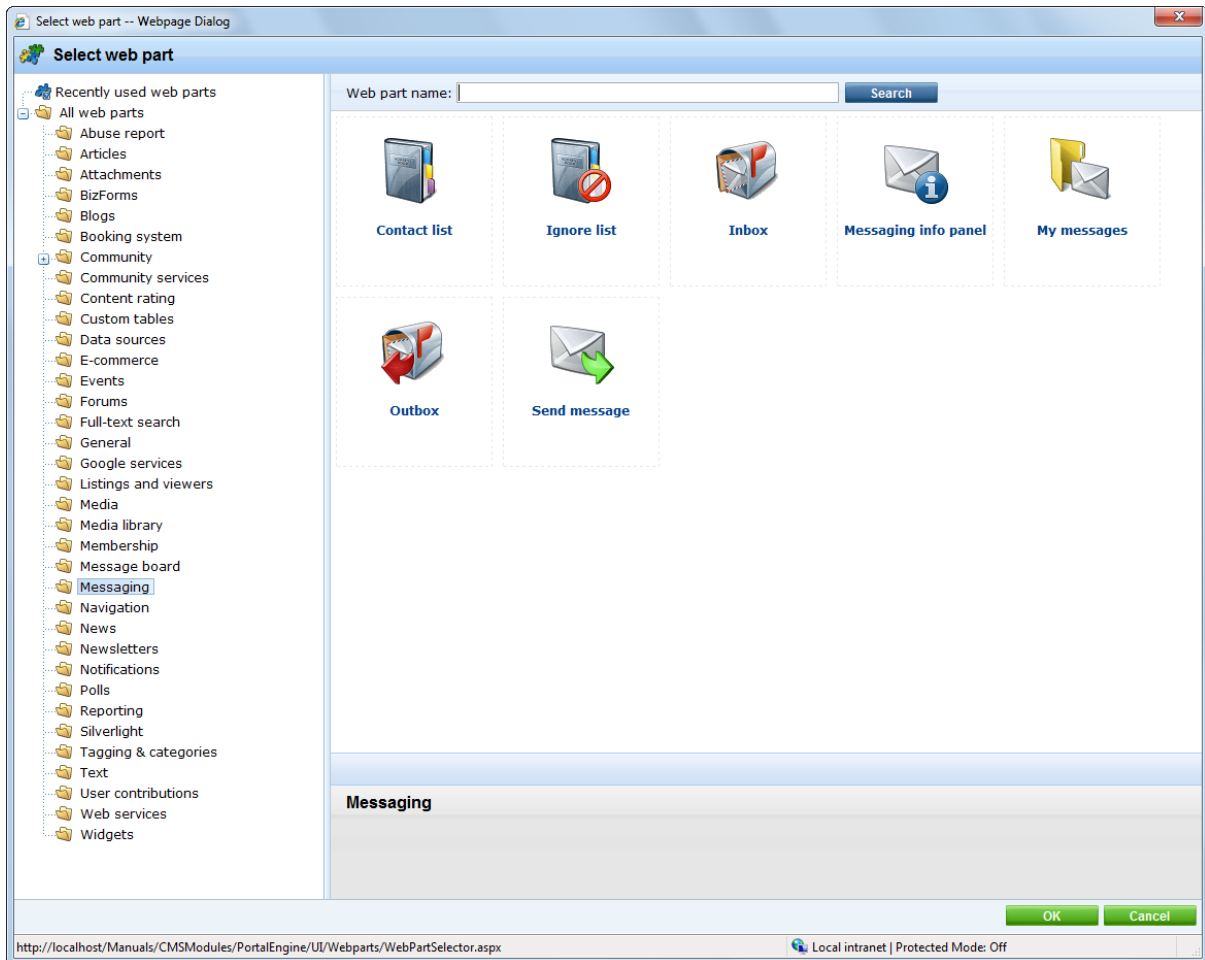 Select web part -- Webpage Dialog
Select web part
Recently used web parts
All web parts
Abuse report
Articles
Attachments
BizForms
Blogs
Booking system
Community
Community services
Content rating
Custom tables
Data sources
E-commerce
Events
Forums
Full-text search
General
Google services
Listings and viewers
Media
Media library
Membership
Message board
Messaging
Navigation
News
Newsletters
Notifications
Polls
Reporting
Silverlight
Tagging & categories
Text
User contributions
Web services
Widgets
Web part name:
Search
Contact list
Ignore list
Inbox
Messaging info panel
My messages
Outbox
Send message
Messaging
OK
Cancel
http://localhost/Manuals/CMSModules/PortalEngine/UI/Webparts/WebPartSelector.aspx
Local intranet | Protected Mode: Off